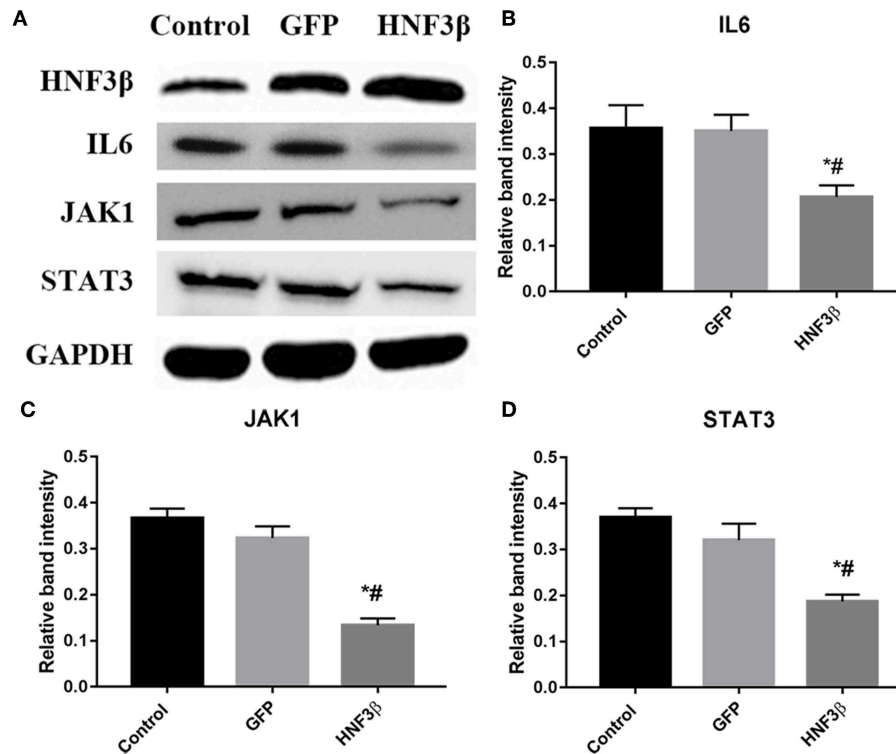 A
Control GFP HNF3β
HNF3β
IL6
JAK1
STAT3
GAPDH
B
IL6
Relative band intensity
0.5
0.4
0.3
0.2
0.1
0.0
*#
Control
GFP
HNF3β
C
JAK1
Relative band intensity
0.5
0.4
0.3
0.2
0.1
0.0
*#
Control
GFP
HNF3β
D
STAT3
Relative band intensity
0.5
0.4
0.3
0.2
0.1
0.0
*#
Control
GFP
HNF3β